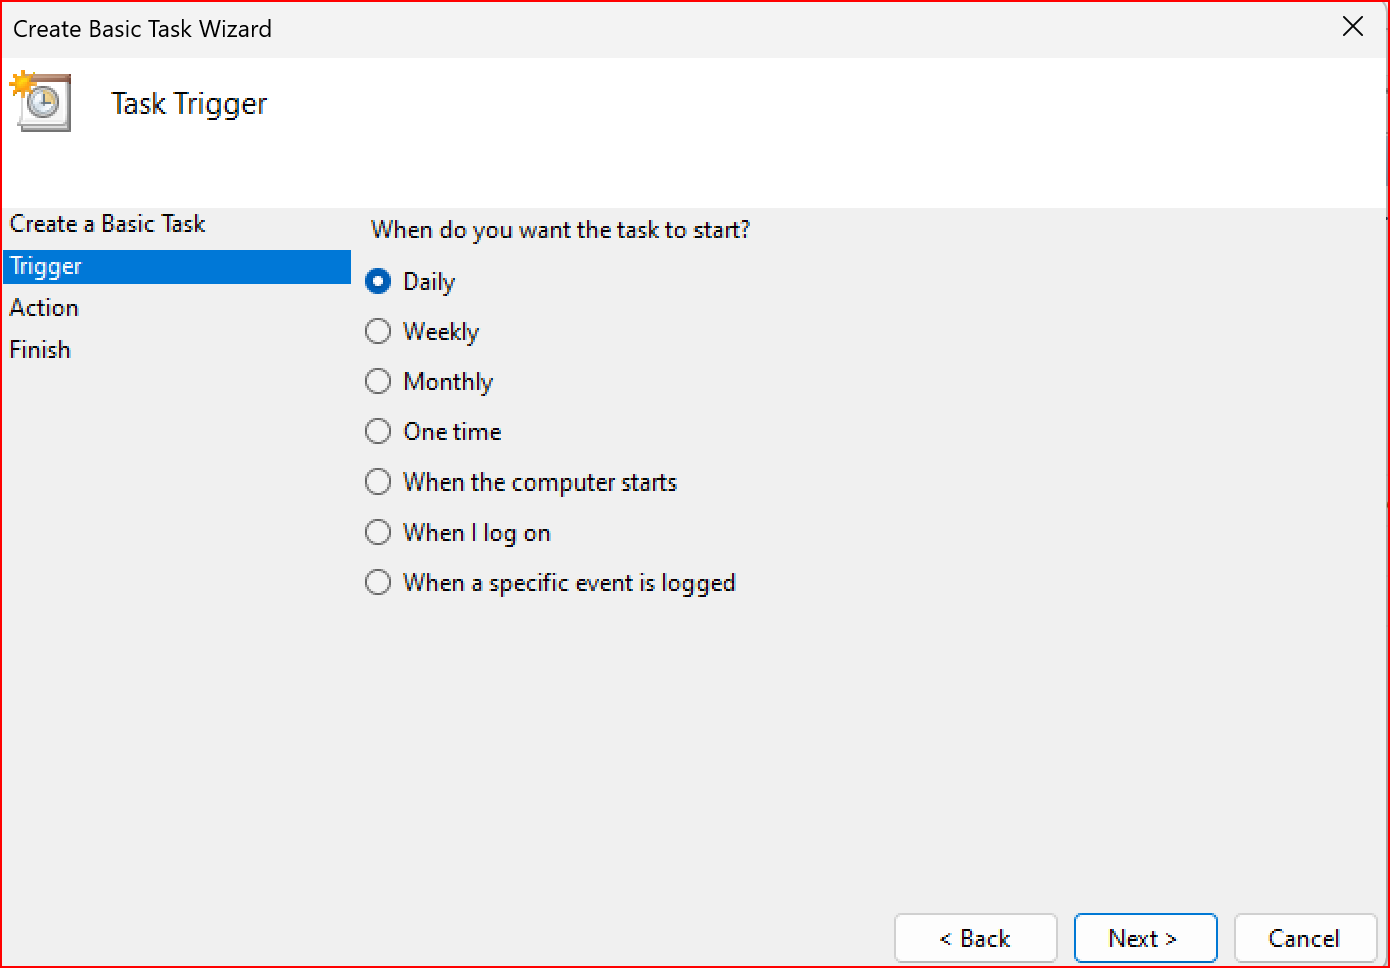 Create Basic Task Wizard
Task Trigger
Create a Basic Task
Trigger
Action
Finish
When do you want the task to start?
Daily
Weekly
Monthly
One time
When the computer starts
When I log on
When a specific event is logged
< Back
Next >
Cancel